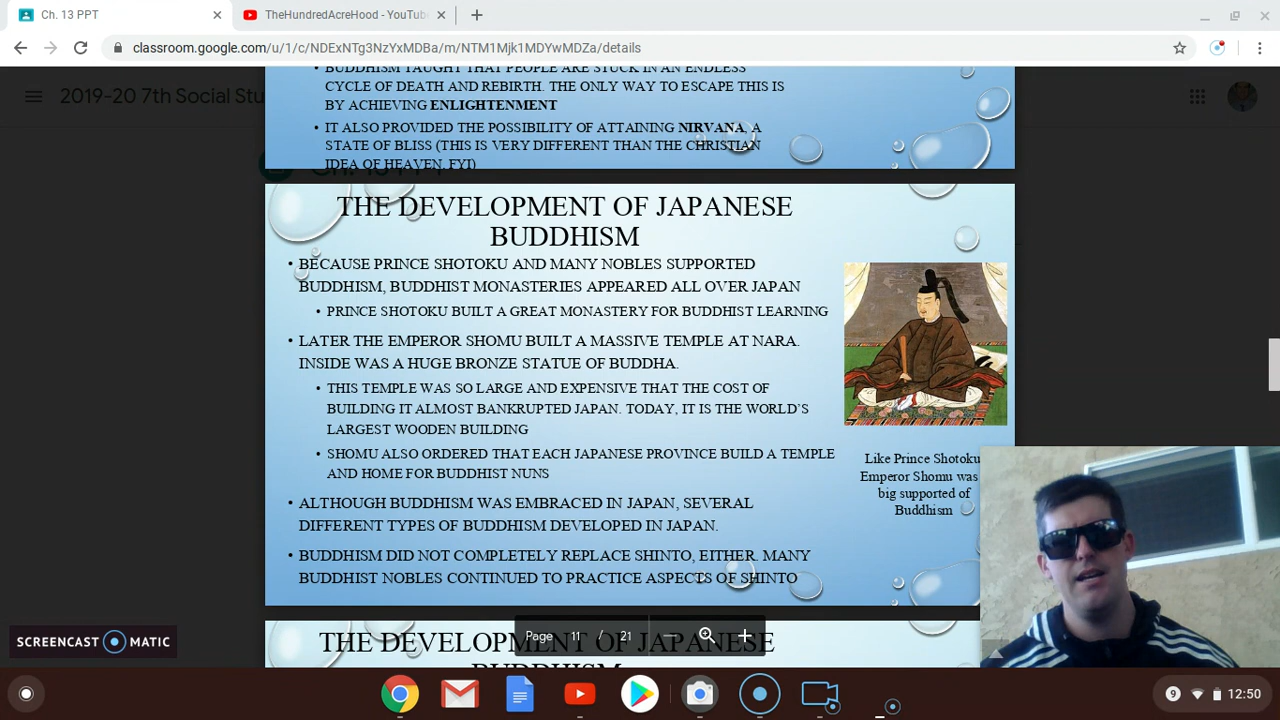 Ch. 13 PPT
TheHundredAcreHood - YouTube
classroom.google.com/u/1/c/NDExNTg3NzYxMDBa/m/NTM1Mjk1MDYwMDZa/details
2019-20 7th Social Stu
• BUDDHISM TAUGHT THAT PEOPLE ARE STUCK IN AN ENDLESS
CYCLE OF DEATH AND REBIRTH. THE ONLY WAY TO ESCAPE THIS IS
BY ACHIEVING ENLIGHTENMENT
• IT ALSO PROVIDED THE POSSIBILITY OF ATTAINING NIRVANA, A
STATE OF BLISS (THIS IS VERY DIFFERENT THAN THE CHRISTIAN
IDEA OF HEAVEN, FYI)
THE DEVELOPMENT OF JAPANESE
BUDDHISM
• BECAUSE PRINCE SHOTOKU AND MANY NOBLES SUPPORTED
BUDDHISM, BUDDHIST MONASTERIES APPEARED ALL OVER JAPAN
• PRINCE SHOTOKU BUILT A GREAT MONASTERY FOR BUDDHIST LEARNING
• LATER THE EMPEROR SHOMU BUILT A MASSIVE TEMPLE AT NARA.
INSIDE WAS A HUGE BRONZE STATUE OF BUDDHA.
• THIS TEMPLE WAS SO LARGE AND EXPENSIVE THAT THE COST OF
BUILDING IT ALMOST BANKRUPTED JAPAN. TODAY, IT IS THE WORLD'S
LARGEST WOODEN BUILDING
• SHOMU ALSO ORDERED THAT EACH JAPANESE PROVINCE BUILD A TEMPLE
AND HOME FOR BUDDHIST NUNS
• ALTHOUGH BUDDHISM WAS EMBRACED IN JAPAN, SEVERAL
DIFFERENT TYPES OF BUDDHISM DEVELOPED IN JAPAN.
• BUDDHISM DID NOT COMPLETELY REPLACE SHINTO, EITHER. MANY
BUDDHIST NOBLES CONTINUED TO PRACTICE ASPECTS OF SHINTO
Like Prince Shotoku
Emperor Shomu was
big supported of
Buddhism
Page 11 / 21
THE DEVELOPMENT OF JAPANESE
SCREENCAST O MATIC
9
12:50